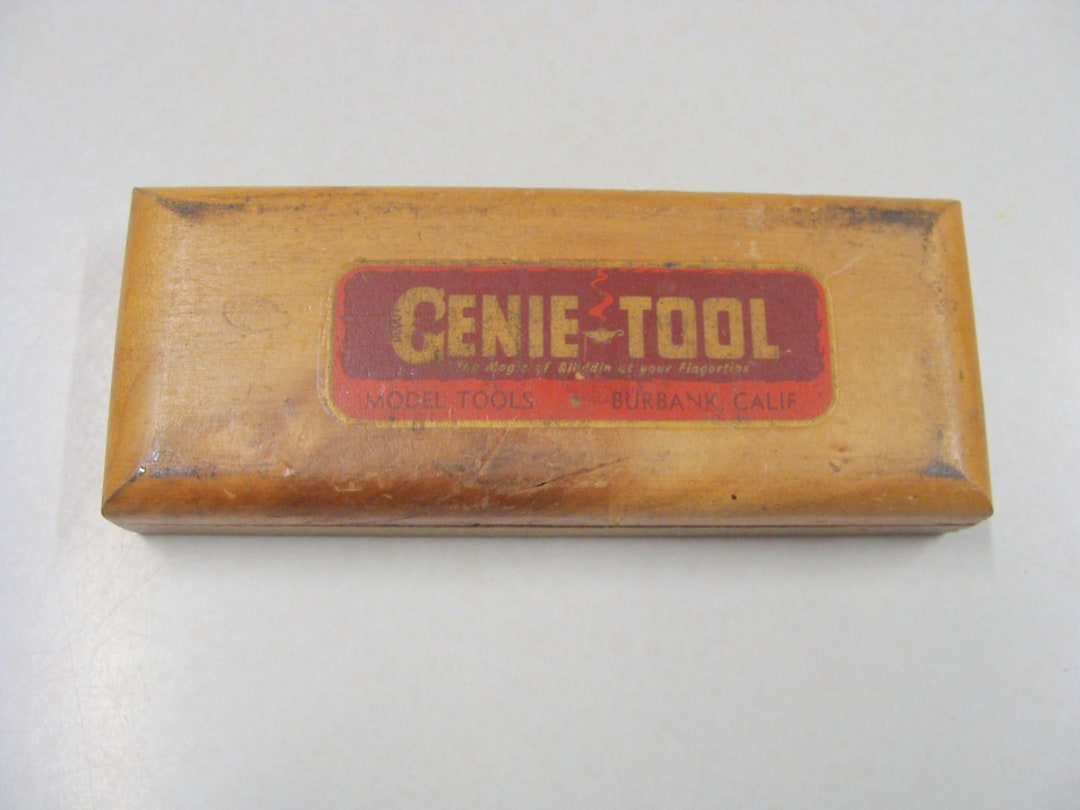 GENIE-TOOL
"The Magic of Aladdin at your Fingertips"
MODEL TOOLS • BURBANK CALIF